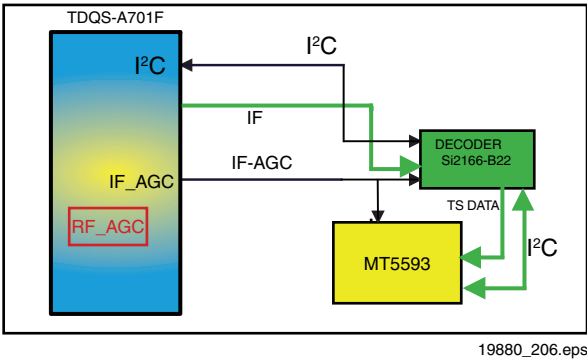 TDQS-A701F
I²C
I²C
IF
DECODER
Si2166-B22
IF-AGC
IF_AGC
TS DATA
RF_AGC
I²C
MT5593
19880_206.eps